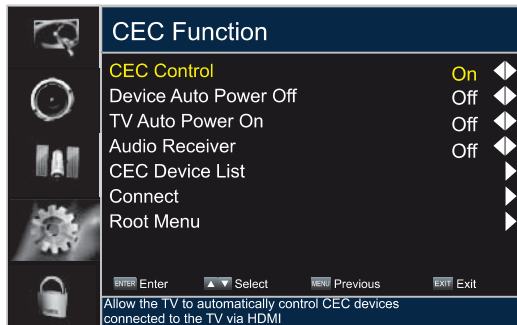 CEC Function
CEC Control On
Device Auto Power Off Off
TV Auto Power On Off
Audio Receiver Off
CEC Device List
Connect
Root Menu
ENTER Enter ▲ ▼ Select MENU Previous EXIT Exit
Allow the TV to automatically control CEC devices
connected to the TV via HDMI